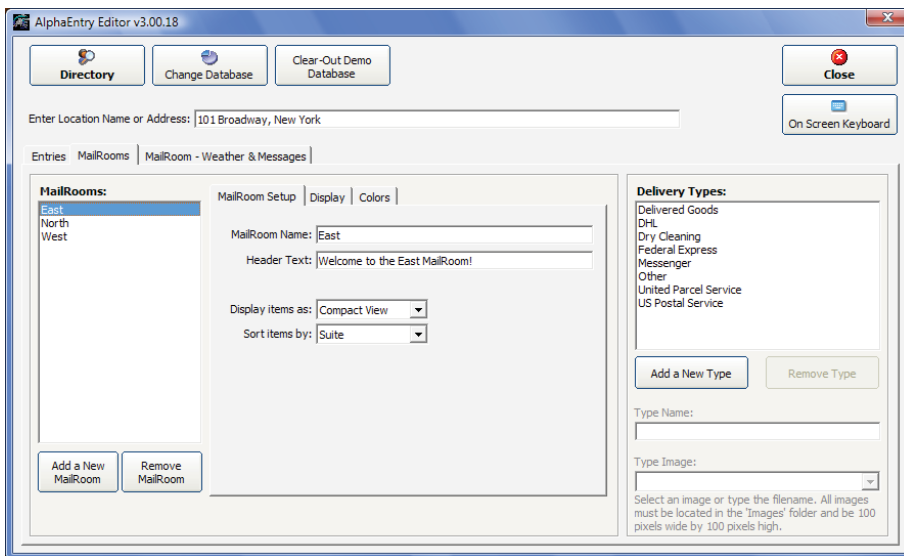 AlphaEntry Editor v3.00.18
Directory
Change Database
Clear-Out Demo
Database
Close
On Screen Keyboard
Enter Location Name or Address: 101 Broadway, New York
Entries MailRooms MailRoom - Weather & Messages
MailRooms:
East
North
West
Add a New
MailRoom
Remove
MailRoom
MailRoom Setup Display Colors
MailRoom Name: East
Header Text: Welcome to the East MailRoom!
Display items as: Compact View
Sort items by: Suite
Delivery Types:
Delivered Goods
DHL
Dry Cleaning
Federal Express
Messenger
Other
United Parcel Service
US Postal Service
Add a New Type
Remove Type
Type Name:
Type Image:
Select an image or type the filename. All images
must be located in the 'Images' folder and be 100
pixels wide by 100 pixels high.